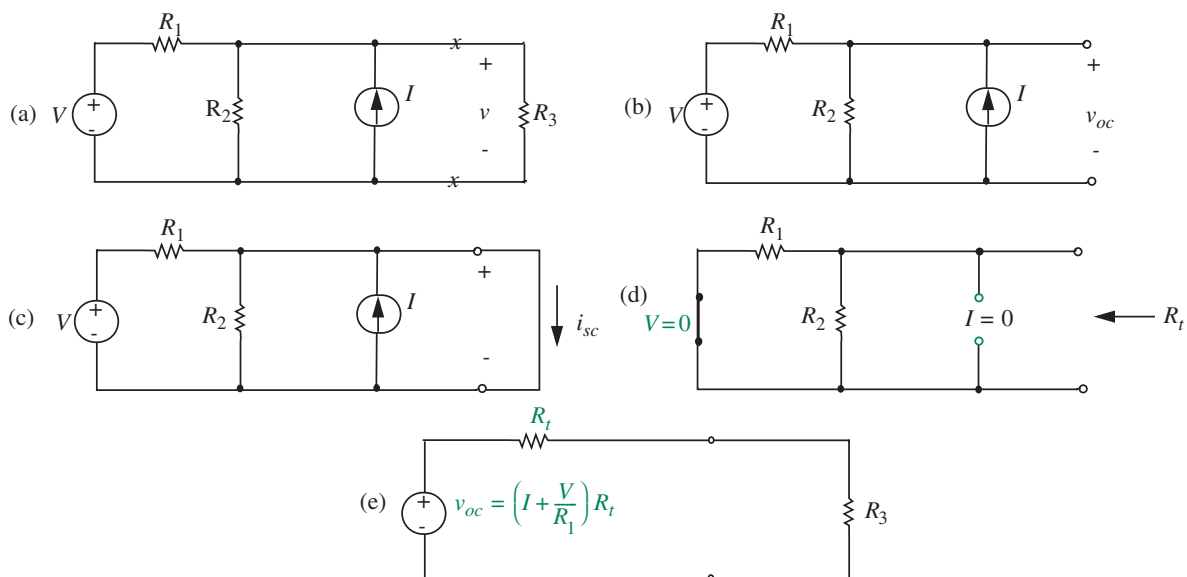 (a)
V
+
-
R1
R2
I
x
+
v
-
x
R3
(b)
V
+
-
R1
R2
I
+
voc
-
(c)
V
+
-
R1
R2
I
+
-
isc
(d)
V=0
R1
R2
I = 0
Rt
(e)
+
-
Rt
voc = (I + V/R1) Rt
R3